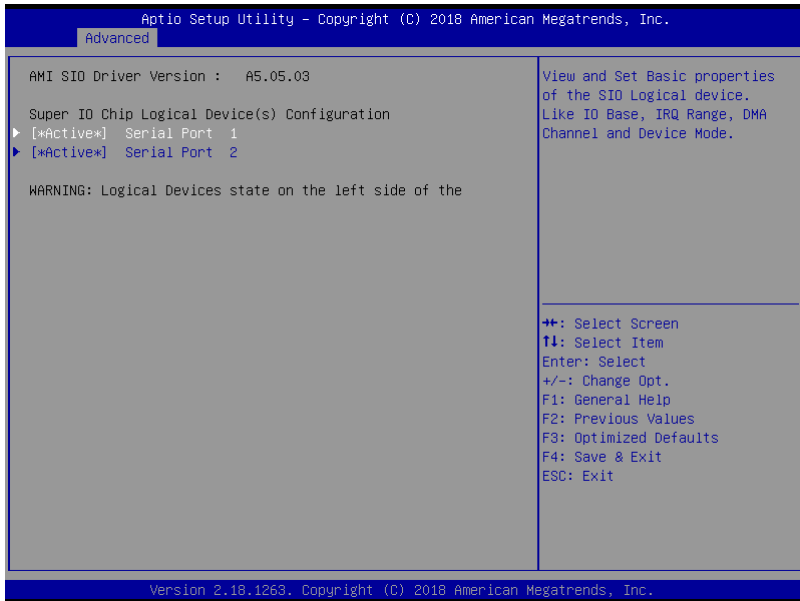 Aptio Setup Utility – Copyright (C) 2018 American Megatrends, Inc.
Advanced
AMI SIO Driver Version : A5.05.03
Super IO Chip Logical Device(s) Configuration
[*Active*] Serial Port 1
[*Active*] Serial Port 2
WARNING: Logical Devices state on the left side of the
View and Set Basic properties
of the SIO Logical device.
Like IO Base, IRQ Range, DMA
Channel and Device Mode.
→←: Select Screen
↑↓: Select Item
Enter: Select
+/-: Change Opt.
F1: General Help
F2: Previous Values
F3: Optimized Defaults
F4: Save & Exit
ESC: Exit
Version 2.18.1263. Copyright (C) 2018 American Megatrends, Inc.